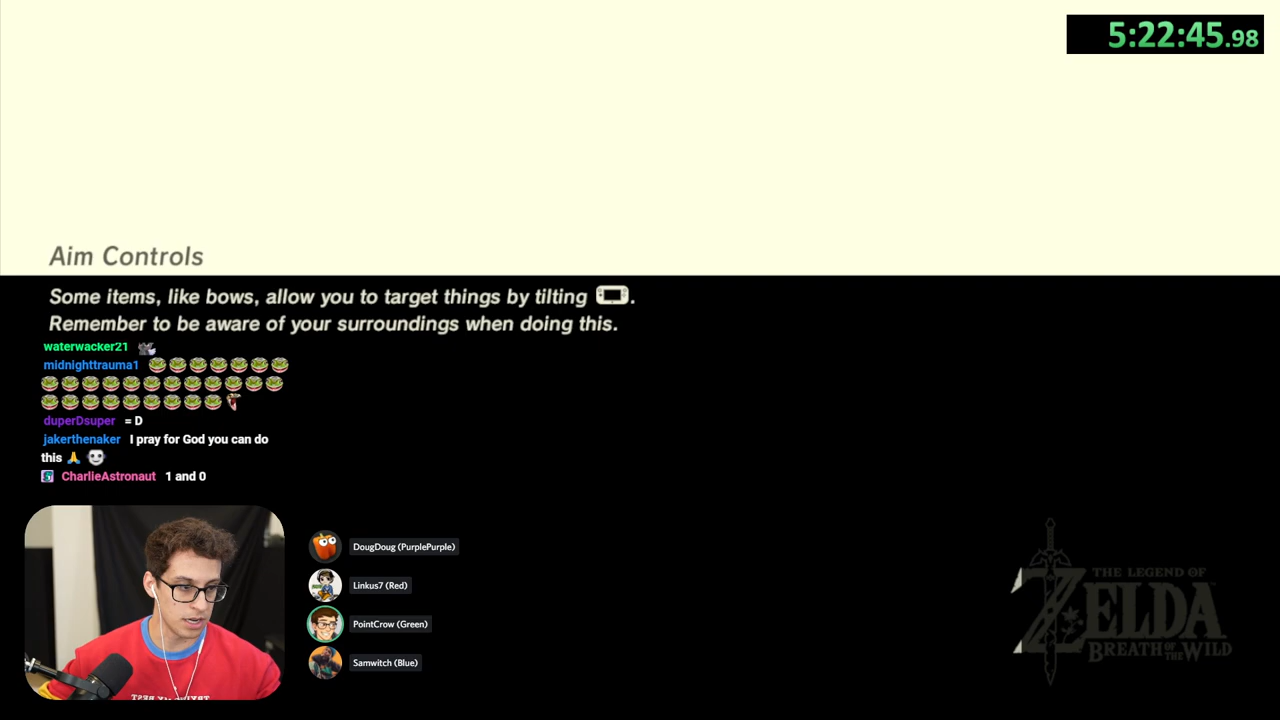 5:22:45.98
Aim Controls
Some items, like bows, allow you to target things by tilting .
Remember to be aware of your surroundings when doing this.
waterwacker21
midnighttrauma1
duperDsuper = D
jakerthenaker I pray for God you can do
this 🙏
CharlieAstronaut 1 and 0
DougDoug (PurplePurple)
Linkus7 (Red)
PointCrow (Green)
Samwitch (Blue)
THE LEGEND OF
ZELDA
BREATH OF THE WILD